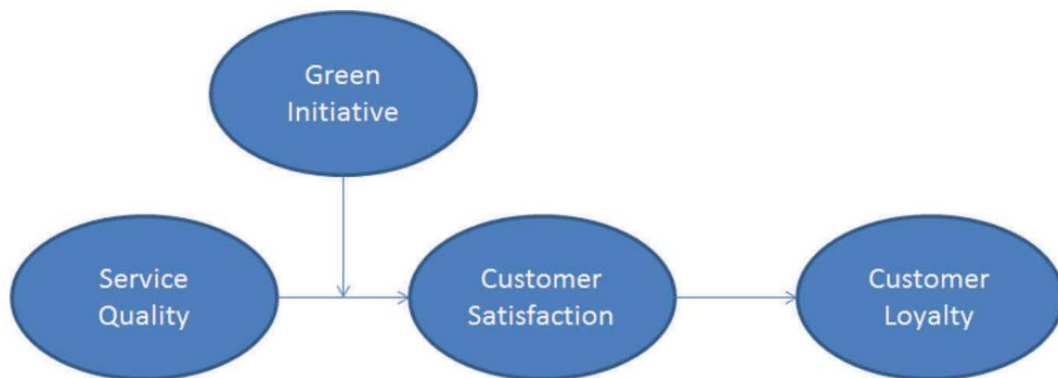 Green
Initiative
Service
Quality
Customer
Satisfaction
Customer
Loyalty